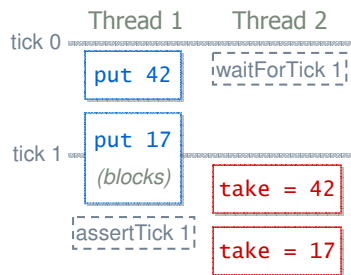 Thread 1 Thread 2
tick 0
put 42 waitForTick 1
put 17
tick 1
(blocks)
take = 42
assertTick 1
take = 17